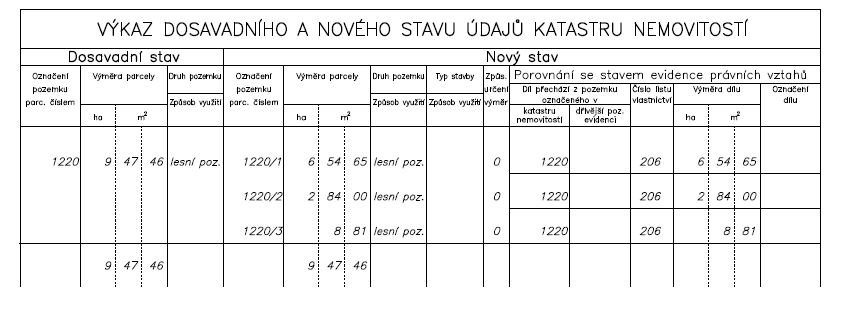 VÝKAZ DOSAVADNÍHO A NOVÉHO STAVU ÚDAJŮ KATASTRU NEMOVITOSTÍ
Dosavadní stav Nový stav
Označení pozemku parc. číslem Výměra parcely ha m² Druh pozemku Způsob využití Označení pozemku parc. číslem Výměra parcely ha m² Druh pozemku Způsob využití Typ stavby Způsob využití Způs. určení výměr Porovnání se stavem evidence právních vztahů
Díl přechází z pozemku označeného v katastru nemovitostí dřívější poz. evidenci Číslo listu vlastnictví Výměra dílu ha m² Označení dílu
1220 9 47 46 lesní poz. 1220/1 6 54 65 lesní poz. 0 1220 206 6 54 65
1220/2 2 84 00 lesní poz. 0 1220 206 2 84 00
1220/3 8 81 lesní poz. 0 1220 206 8 81
9 47 46 9 47 46